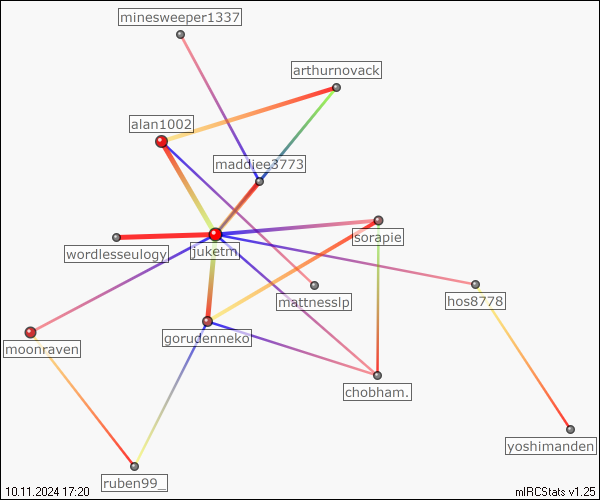 minesweeper1337
arthurnovack
alan1002
maddiee3773
sorapie
wordlesseulogy
juketm
mattnesslp
hos8778
gorudenneko
moonraven
chobham.
yoshimanden
ruben99_
10.11.2024 17:20
mIRCStats v1.25